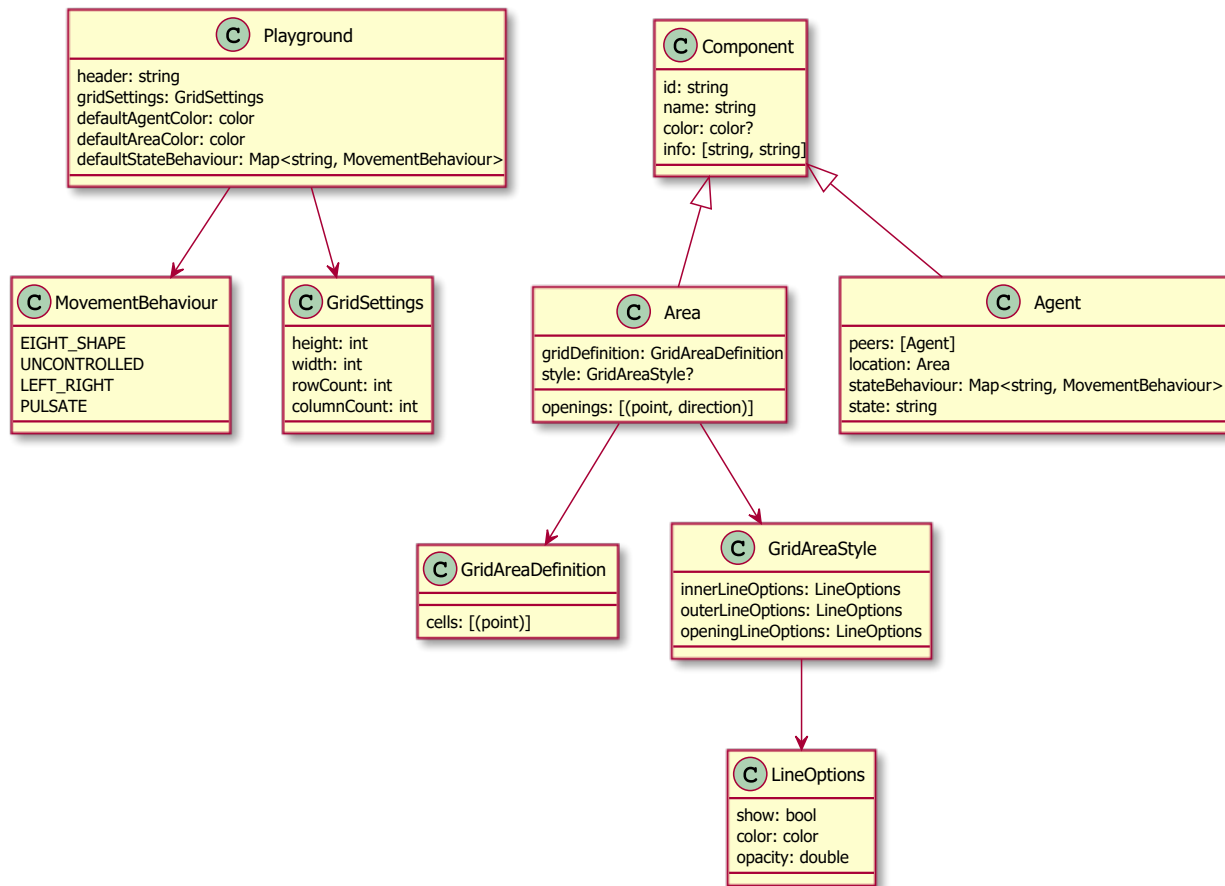 C Playground
header: string
gridSettings: GridSettings
defaultAgentColor: color
defaultAreaColor: color
defaultStateBehaviour: Map<string, MovementBehaviour>
C Component
id: string
name: string
color: color?
info: [string, string]
C MovementBehaviour
EIGHT_SHAPE
UNCONTROLLED
LEFT_RIGHT
PULSATE
C GridSettings
height: int
width: int
rowCount: int
columnCount: int
C Area
gridDefinition: GridAreaDefinition
style: GridAreaStyle?
openings: [(point, direction)]
C Agent
peers: [Agent]
location: Area
stateBehaviour: Map<string, MovementBehaviour>
state: string
C GridAreaDefinition
cells: [(point)]
C GridAreaStyle
innerLineOptions: LineOptions
outerLineOptions: LineOptions
openingLineOptions: LineOptions
C LineOptions
show: bool
color: color
opacity: double